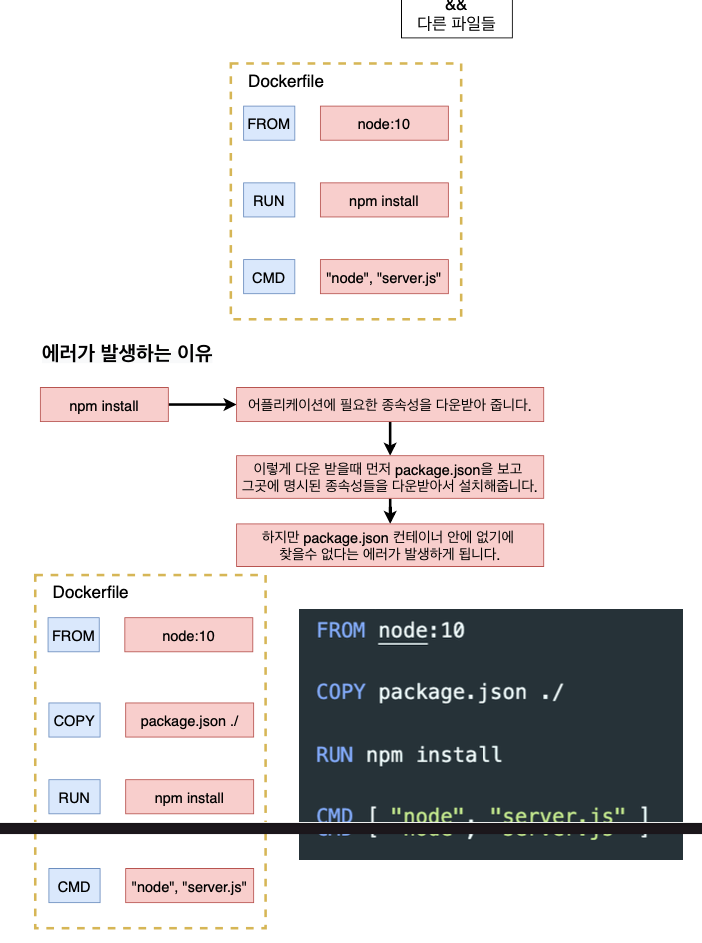 &&
다른 파일들
Dockerfile
FROM node:10
RUN npm install
CMD "node", "server.js"
에러가 발생하는 이유
npm install
어플리케이션에 필요한 종속성을 다운받아 줍니다.
이렇게 다운 받을때 먼저 package.json을 보고
그곳에 명시된 종속성들을 다운받아서 설치해줍니다.
하지만 package.json 컨테이너 안에 없기에
찾을수 없다는 에러가 발생하게 됩니다.
Dockerfile
FROM node:10
COPY package.json ./
RUN npm install
CMD "node", "server.js"
FROM node:10
COPY package.json ./
RUN npm install
CMD [ "node", "server.js" ]
CMD [ "node", "server.js" ]